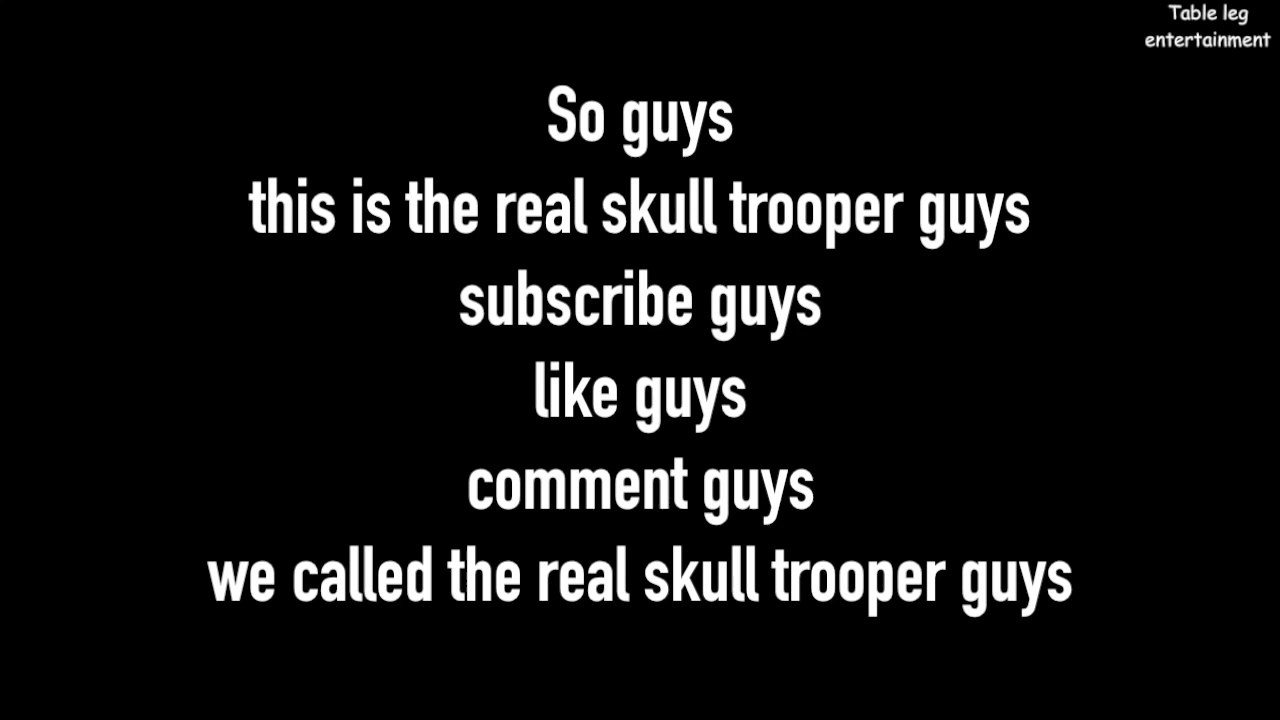 Table leg
entertainment
So guys
this is the real skull trooper guys
subscribe guys
like guys
comment guys
we called the real skull trooper guys